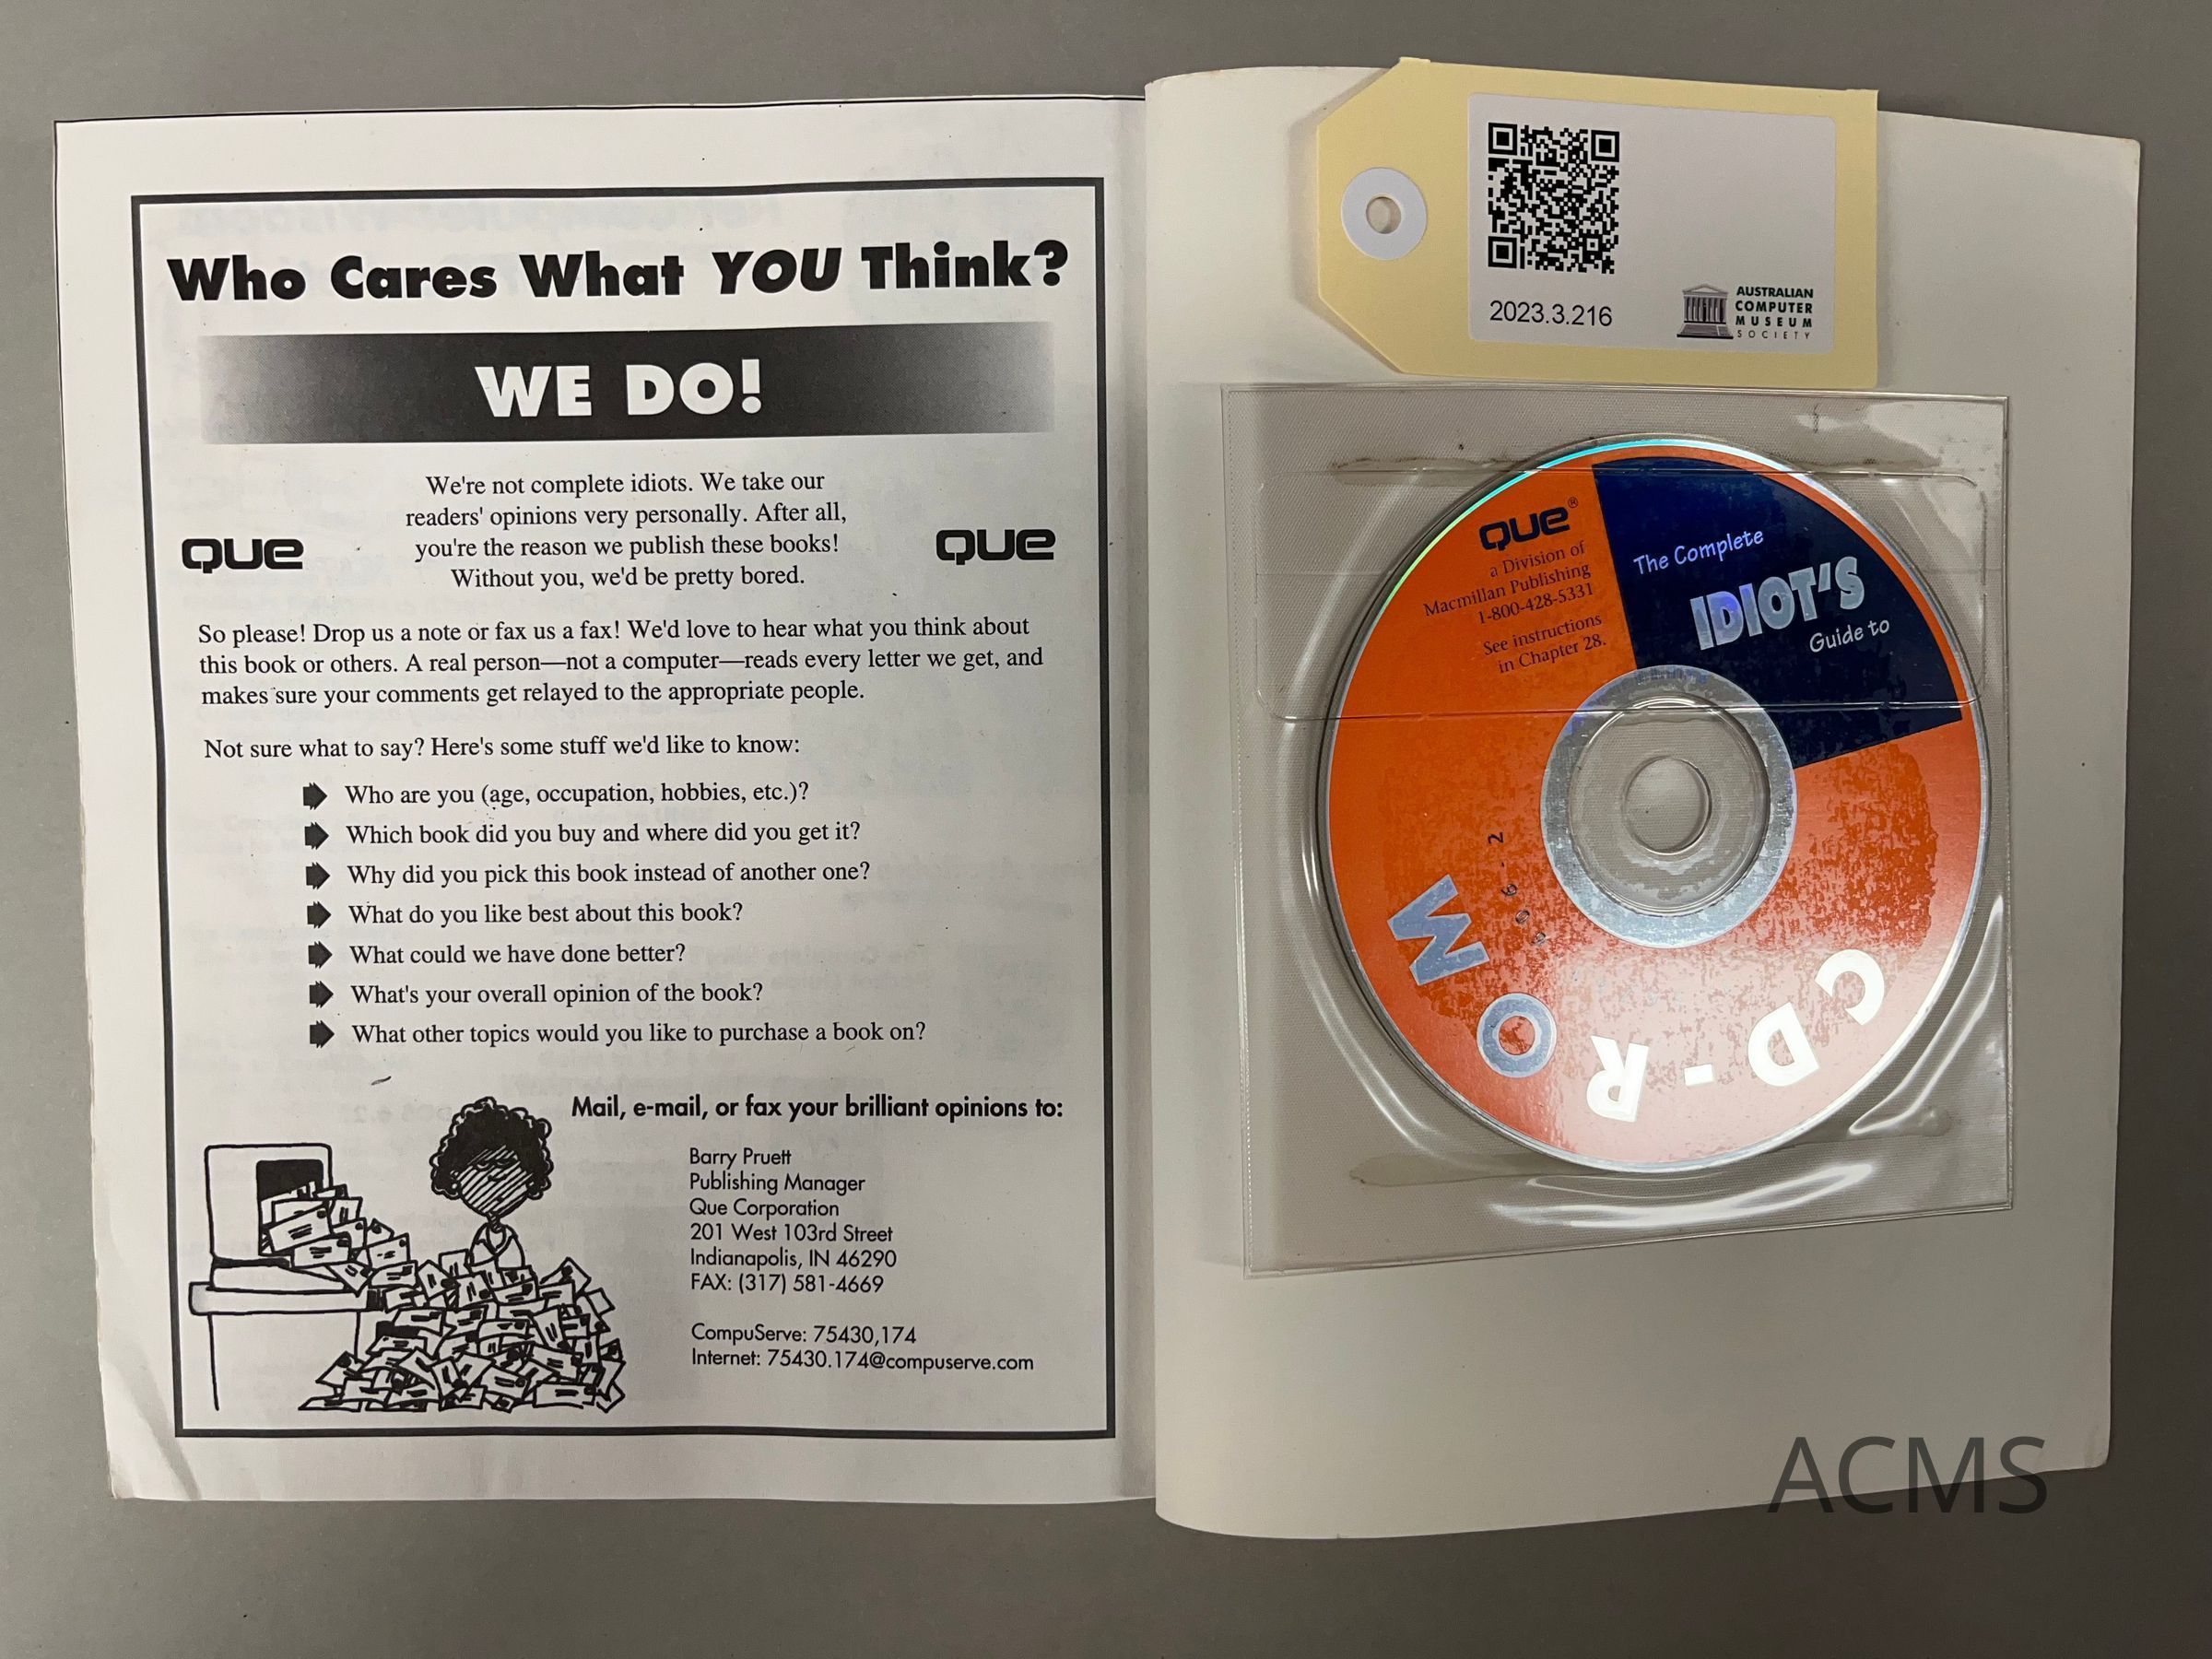 Who Cares What YOU Think?
WE DO!
We're not complete idiots. We take our
readers' opinions very personally. After all,
you're the reason we publish these books!
Without you, we'd be pretty bored.
QUE
QUE
So please! Drop us a note or fax us a fax! We'd love to hear what you think about
this book or others. A real person—not a computer—reads every letter we get, and
makes sure your comments get relayed to the appropriate people.
Not sure what to say? Here's some stuff we'd like to know:
Who are you (age, occupation, hobbies, etc.)?
Which book did you buy and where did you get it?
Why did you pick this book instead of another one?
What do you like best about this book?
What could we have done better?
What's your overall opinion of the book?
What other topics would you like to purchase a book on?
Mail, e-mail, or fax your brilliant opinions to:
Barry Pruett
Publishing Manager
Que Corporation
201 West 103rd Street
Indianapolis, IN 46290
FAX: (317) 581-4669
CompuServe: 75430,174
Internet: 75430.174@compuserve.com
2023.3.216
AUSTRALIAN
COMPUTER
MUSEUM
SOCIETY
QUE®
a Division of
Macmillan Publishing
1-800-428-5331
See instructions
in Chapter 28.
The Complete
IDIOT'S
Guide to
CD-ROM
ACMS